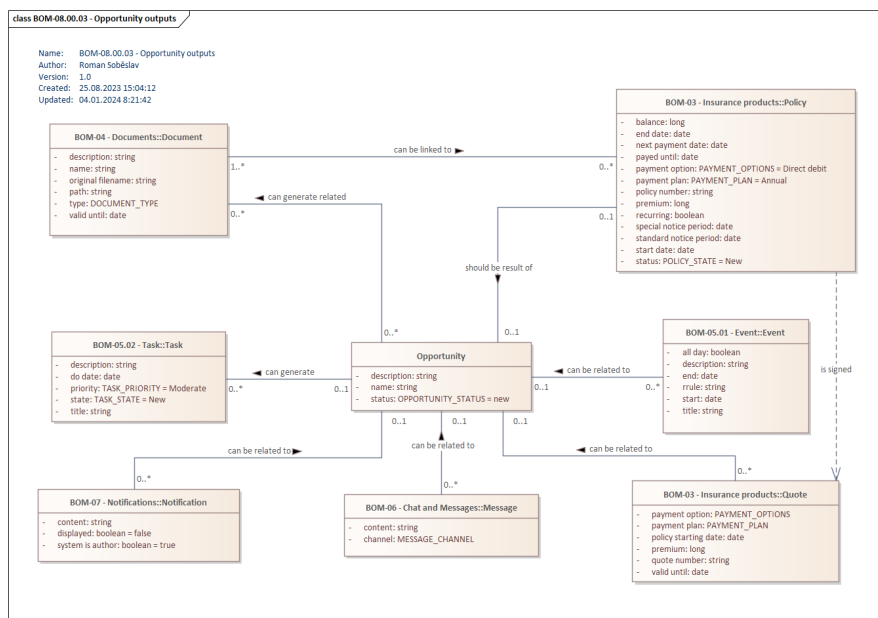 class BOM-08.00.03 - Opportunity outputs
Name: BOM-08.00.03 - Opportunity outputs
Author: Roman Soběslav
Version: 1.0
Created: 25.08.2023 15:04:12
Updated: 04.01.2024 8:21:42
BOM-03 - Insurance products::Policy
- balance: long
- end date: date
- next payment date: date
- payed until: date
- payment option: PAYMENT_OPTIONS = Direct debit
- payment plan: PAYMENT_PLAN = Annual
- policy number: string
- premium: long
- recurring: boolean
- special notice period: date
- standard notice period: date
- start date: date
- status: POLICY_STATE = New
BOM-04 - Documents::Document
- description: string
- name: string
- original filename: string
- path: string
- type: DOCUMENT_TYPE
- valid until: date
can be linked to
1..*
0..*
can generate related
0..*
0..1
should be result of
0..*
0..1
BOM-05.02 - Task::Task
- description: string
- do date: date
- priority: TASK_PRIORITY = Moderate
- state: TASK_STATE = New
- title: string
can generate
0..*
0..1
Opportunity
- description: string
- name: string
- status: OPPORTUNITY_STATUS = new
BOM-05.01 - Event::Event
- all day: boolean
- description: string
- end: date
- rrule: string
- start: date
- title: string
can be related to
0..1
0..*
is signed
0..1
0..1
0..1
can be related to
can be related to
can be related to
0..*
0..*
0..*
BOM-07 - Notifications::Notification
- content: string
- displayed: boolean = false
- system is author: boolean = true
BOM-06 - Chat and Messages::Message
- content: string
- channel: MESSAGE_CHANNEL
BOM-03 - Insurance products::Quote
- payment option: PAYMENT_OPTIONS
- payment plan: PAYMENT_PLAN
- policy starting date: date
- premium: long
- quote number: string
- valid until: date